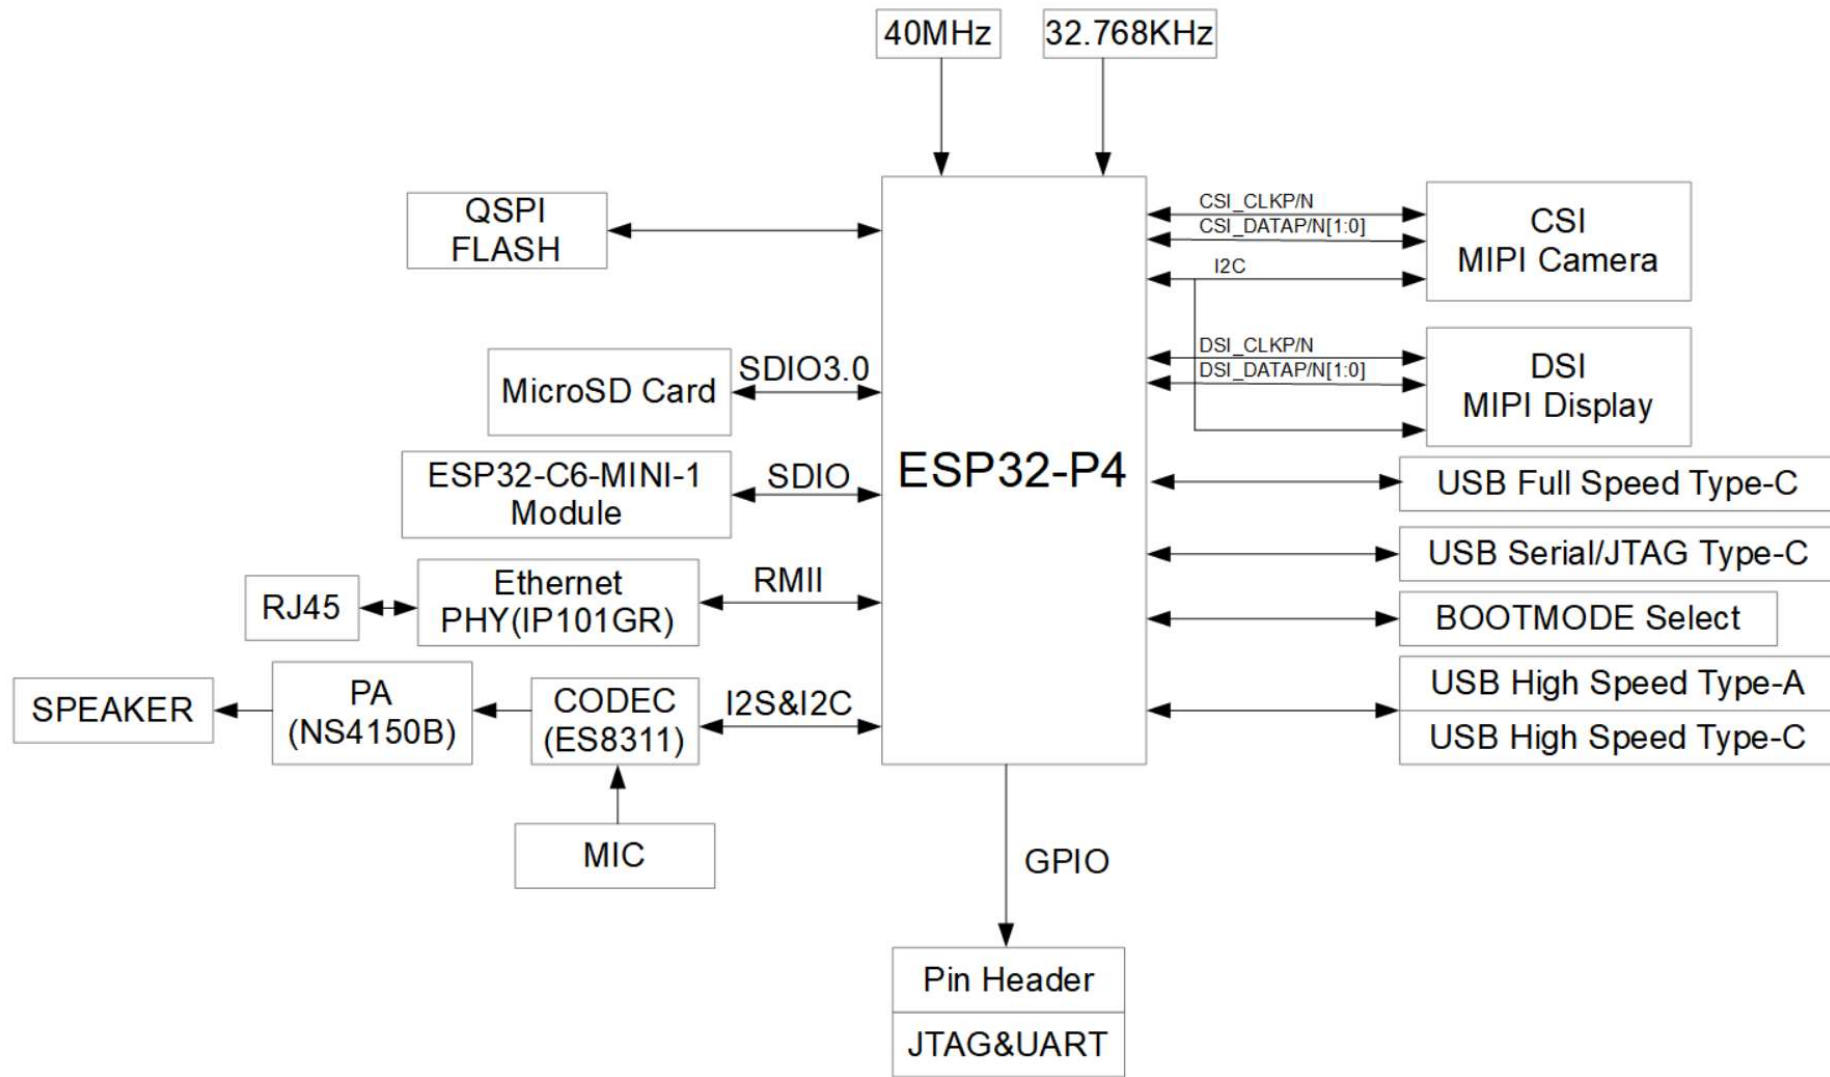 40MHz
32.768KHz
QSPI
FLASH
CSI_CLKP/N
CSI_DATAP/N[1:0]
I2C
CSI
MIPI Camera
MicroSD Card
SDIO3.0
DSI_CLKP/N
DSI_DATAP/N[1:0]
DSI
MIPI Display
ESP32-P4
ESP32-C6-MINI-1
Module
SDIO
USB Full Speed Type-C
USB Serial/JTAG Type-C
RJ45
Ethernet
PHY(IP101GR)
RMII
BOOTMODE Select
SPEAKER
PA
(NS4150B)
CODEC
(ES8311)
I2S&I2C
USB High Speed Type-A
USB High Speed Type-C
MIC
GPIO
Pin Header
JTAG&UART